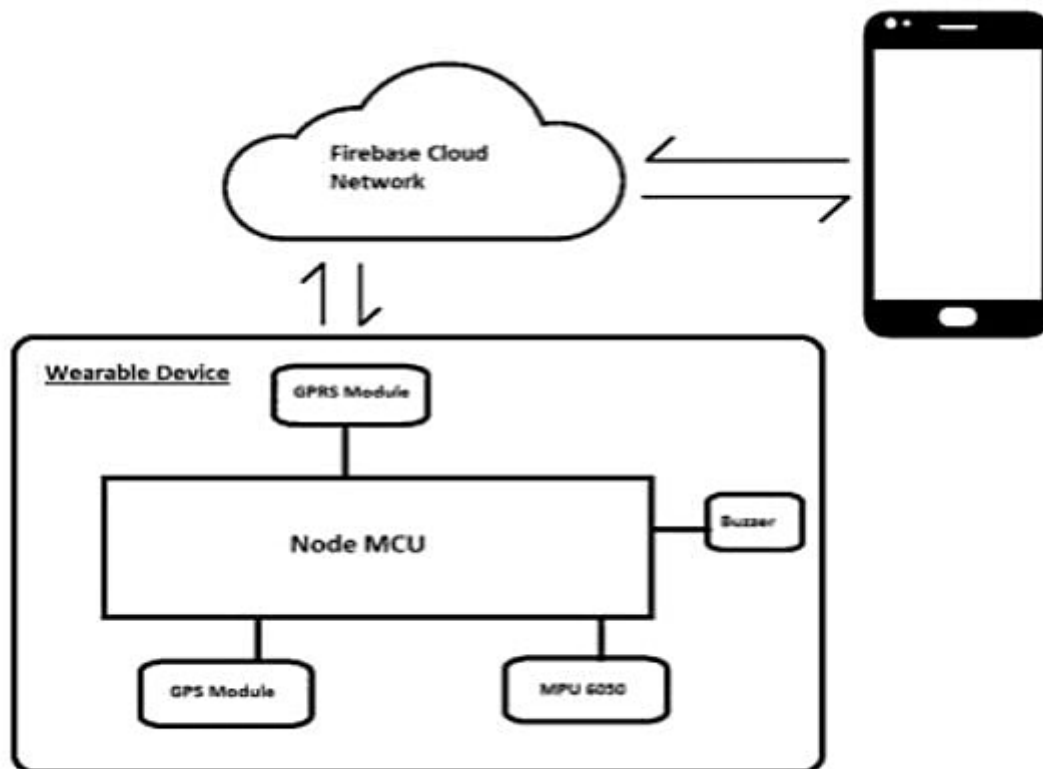 Firebase Cloud
Network
Wearable Device
GPRS Module
Node MCU
Buzzer
GPS Module
MPU 6050